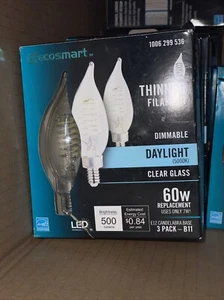 ecosmart
1006 299 536
THIN
FILA
DIMMABLE
DAYLIGHT
(5000K)
CLEAR GLASS
60W
REPLACEMENT
USES ONLY 7W
LED
Brightness
500
Estimated
Energy Cost
$0.84
per year
E12 CANDELABRA BASE
3 PACK – B11